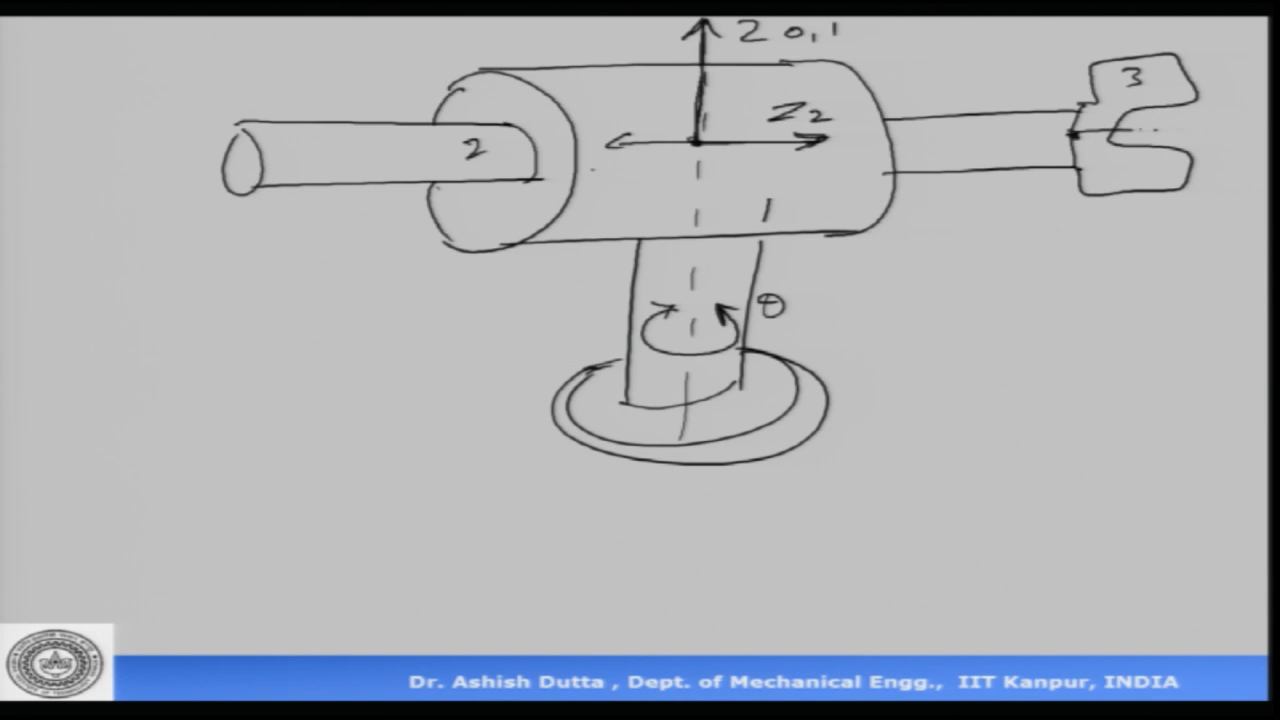 Z 0,1
3
Z2
2
1
θ
Dr. Ashish Dutta , Dept. of Mechanical Engg., IIT Kanpur, INDIA